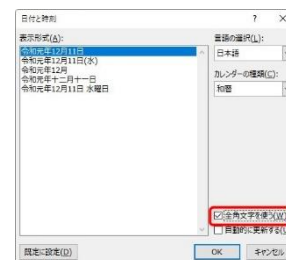 日付と時刻 ? ×
表示形式(A):
令和元年12月11日
令和元年12月11日(水)
令和元年12月
令和元年十二月十一日
令和元年12月11日 水曜日
言語の選択(L):
日本語
カレンダーの種類(C):
和暦
全角文字を使う(W)
自動的に更新する(U
既定に設定(D)
OK
キャンセル